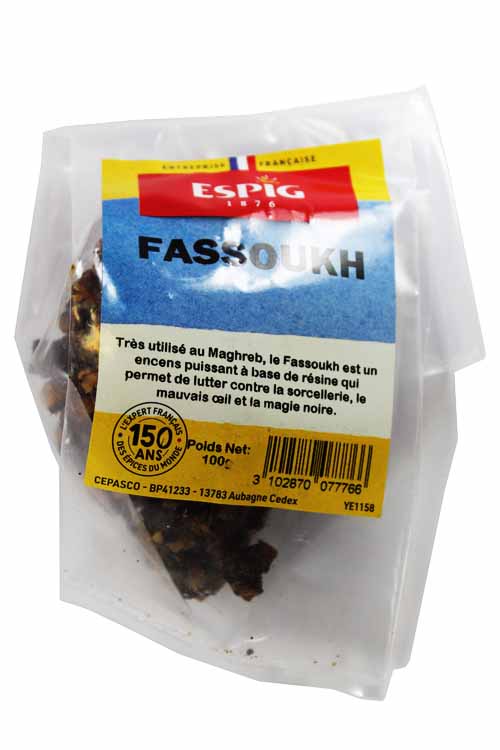 ENTREPRISE FRANÇAISE
ESPIG
1876
FASSOUKH
Très utilisé au Maghreb, le Fassoukh est un
encens puissant à base de résine qui
permet de lutter contre la sorcellerie, le
mauvais œil et la magie noire.
L'EXPERT FRANÇAIS
150
ANS
DES ÉPICES DU MONDE
Poids Net:
100g
3 102870 077766
CEPASCO - BP41233 - 13783 Aubagne Cedex
YE1158